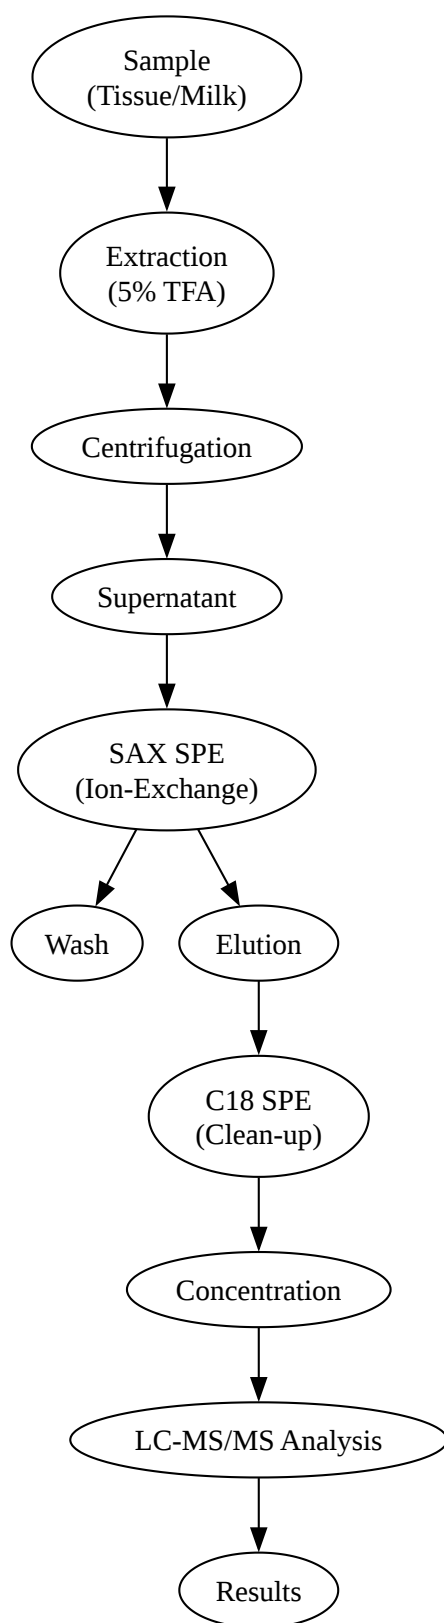 Sample
(Tissue/Milk)
Extraction
(5% TFA)
Centrifugation
Supernatant
SAX SPE
(Ion-Exchange)
Wash
Elution
C18 SPE
(Clean-up)
Concentration
LC-MS/MS Analysis
Results